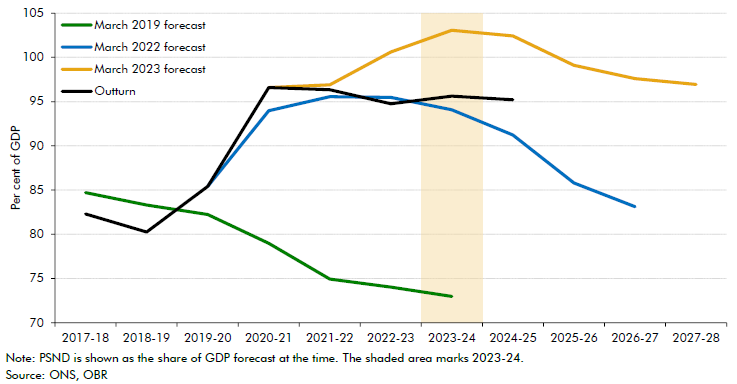 105
100
95
90
85
80
75
70
Per cent of GDP
March 2019 forecast
March 2022 forecast
March 2023 forecast
Outturn
2017-18 2018-19 2019-20 2020-21 2021-22 2022-23 2023-24 2024-25 2025-26 2026-27 2027-28
Note: PSND is shown as the share of GDP forecast at the time. The shaded area marks 2023-24.
Source: ONS, OBR